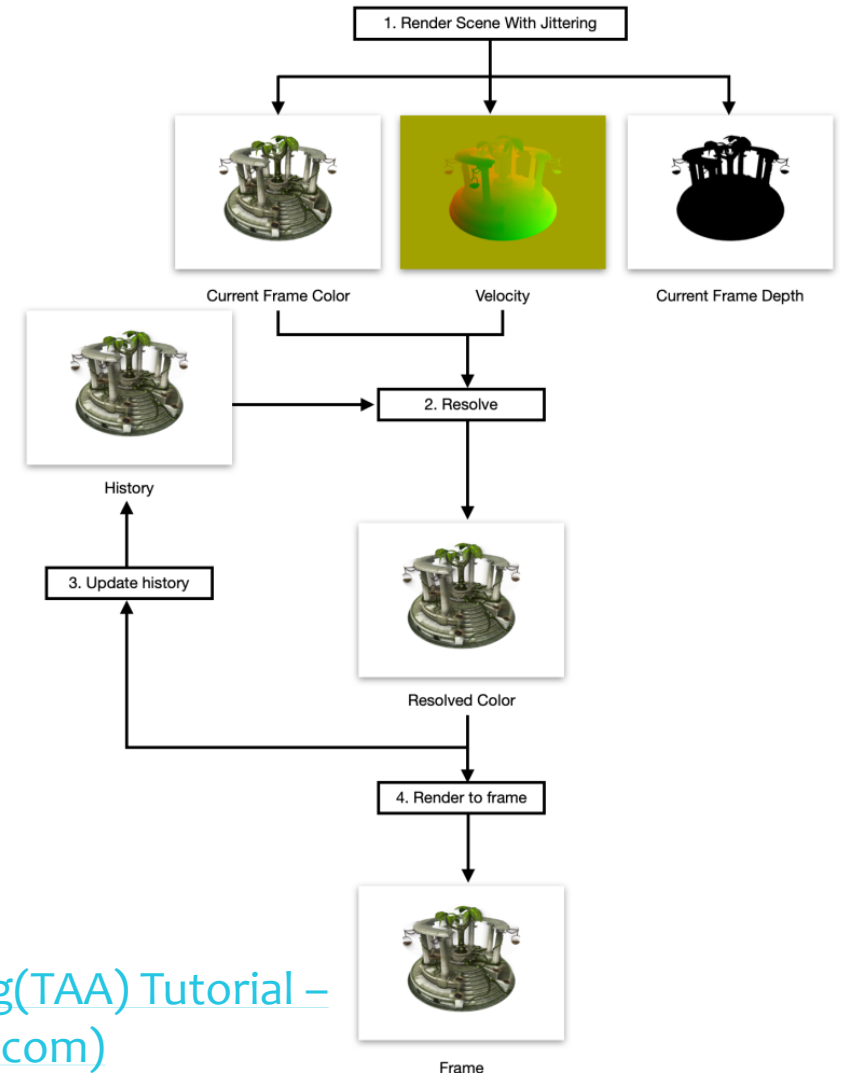 1. Render Scene With Jittering
Current Frame Color
Velocity
Current Frame Depth
2. Resolve
History
3. Update history
Resolved Color
4. Render to frame
g(TAA) Tutorial –
com)
Frame